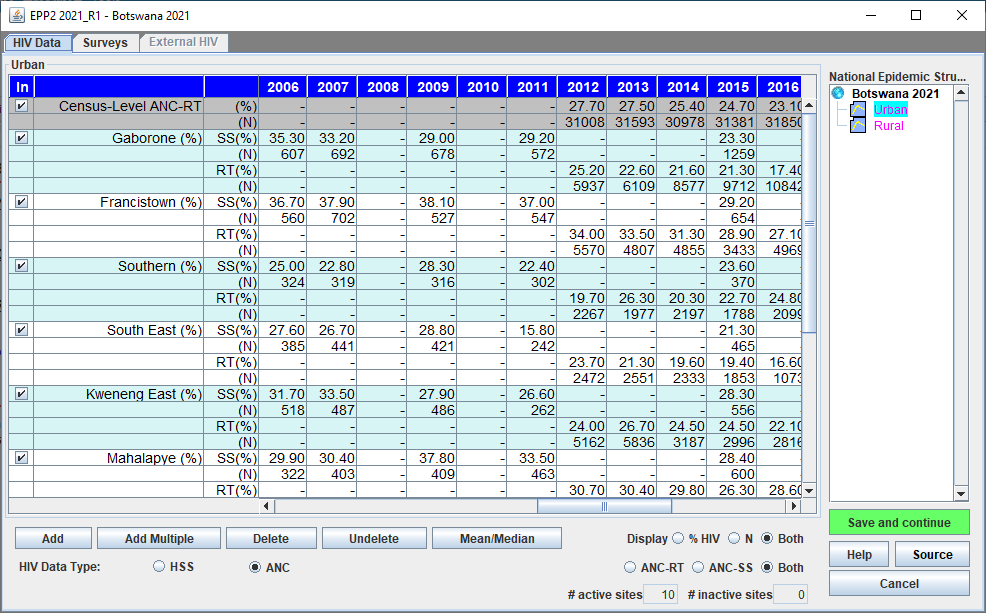 EPP2 2021_R1 - Botswana 2021
HIV Data Surveys External HIV
Urban
In 2006 2007 2008 2009 2010 2011 2012 2013 2014 2015 2016
Census-Level ANC-RT (%) - - - - - - 27.70 27.50 25.40 24.70 23.10
(N) - - - - - - 31008 31593 30978 31381 31850
Gaborone (%) SS(%) 35.30 33.20 - 29.00 - 29.20 - - - 23.30 -
(N) 607 692 - 678 - 572 - - - 1259 -
RT(%) - - - - - - 25.20 22.60 21.60 21.30 17.40
(N) - - - - - - 5937 6109 8577 9712 10842
Francistown (%) SS(%) 36.70 37.90 - 38.10 - 37.00 - - - 29.20 -
(N) 560 702 - 527 - 547 - - - 654 -
RT(%) - - - - - - 34.00 33.50 31.30 28.90 27.10
(N) - - - - - - 5570 4807 4855 3433 4969
Southern (%) SS(%) 25.00 22.80 - 28.30 - 22.40 - - - 23.60 -
(N) 324 319 - 316 - 302 - - - 370 -
RT(%) - - - - - - 19.70 26.30 20.30 22.70 24.80
(N) - - - - - - 2267 1977 2197 1788 2099
South East (%) SS(%) 27.60 26.70 - 28.80 - 15.80 - - - 21.30 -
(N) 385 441 - 421 - 242 - - - 465 -
RT(%) - - - - - - 23.70 21.30 19.60 19.40 16.60
(N) - - - - - - 2472 2551 2333 1853 1073
Kweneng East (%) SS(%) 31.70 33.50 - 27.90 - 26.60 - - - 28.30 -
(N) 518 487 - 486 - 262 - - - 556 -
RT(%) - - - - - - 24.00 26.70 24.50 24.50 22.10
(N) - - - - - - 5162 5836 3187 2996 2816
Mahalapye (%) SS(%) 29.90 30.40 - 37.80 - 33.50 - - - 28.40 -
(N) 322 403 - 409 - 463 - - - 600 -
RT(%) - - - - - - 30.70 30.40 29.80 26.30 28.60
National Epidemic Stru...
Botswana 2021
Urban
Rural
Add Add Multiple Delete Undelete Mean/Median
HIV Data Type: HSS ANC
Display % HIV N Both
ANC-RT ANC-SS Both
# active sites 10 # inactive sites 0
Save and continue
Help Source
Cancel